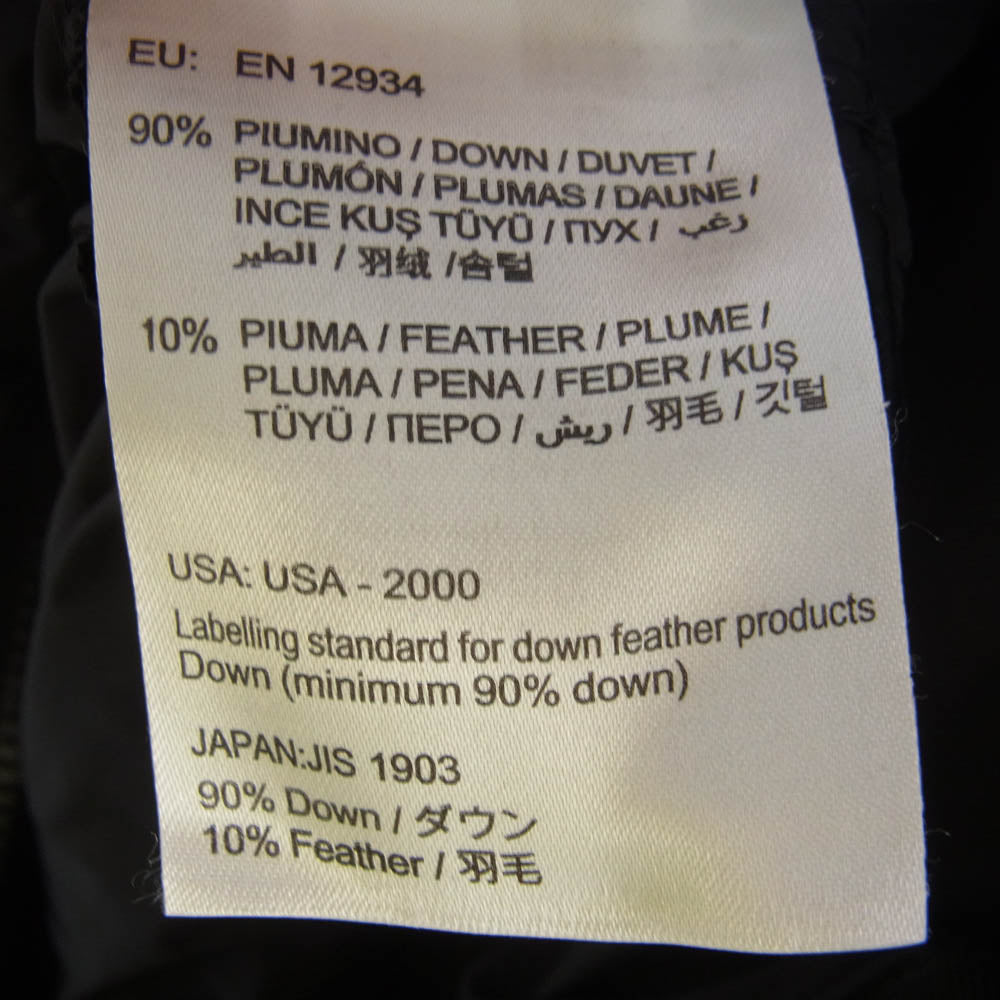 EU: EN 12934
90% PIUMINO / DOWN / DUVET /
PLUMÓN / PLUMAS / DAUNE /
INCE KUŞ TÜYÜ / ПУХ / رغب
الطير / 羽绒 /솜털
10% PIUMA / FEATHER / PLUME /
PLUMA / PENA / FEDER / KUŞ
TÜYÜ / ПЕРО / ريش / 羽毛 / 깃털
USA: USA - 2000
Labelling standard for down feather products
Down (minimum 90% down)
JAPAN:JIS 1903
90% Down / ダウン
10% Feather / 羽毛